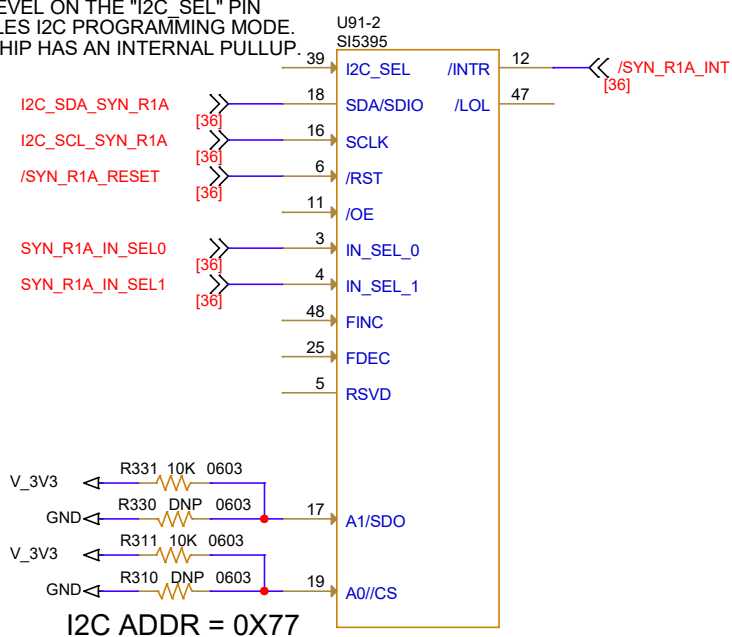 LEVEL ON THE "I2C_SEL" PIN
LES I2C PROGRAMMING MODE.
HIP HAS AN INTERNAL PULLUP.
U91-2
SI5395
39 I2C_SEL /INTR 12 /SYN_R1A_INT
[36]
I2C_SDA_SYN_R1A 18 SDA/SDIO /LOL 47
[36]
I2C_SCL_SYN_R1A 16 SCLK
[36]
/SYN_R1A_RESET 6 /RST
[36]
11 /OE
SYN_R1A_IN_SEL0 3 IN_SEL_0
[36]
SYN_R1A_IN_SEL1 4 IN_SEL_1
[36]
48 FINC
25 FDEC
5 RSVD
V_3V3 R331 10K 0603
GND R330 DNP 0603 17 A1/SDO
V_3V3 R311 10K 0603
GND R310 DNP 0603 19 A0//CS
I2C ADDR = 0X77